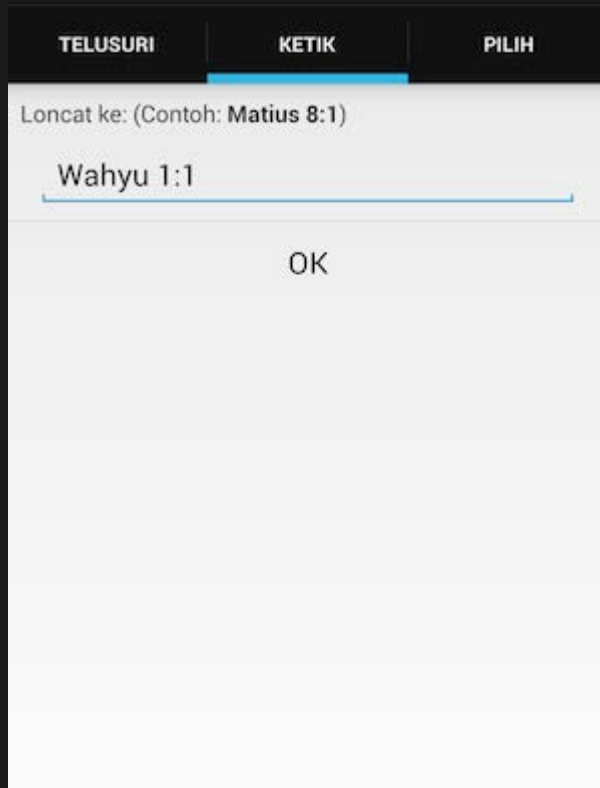 TELUSURI KETIK PILIH
Loncat ke: (Contoh: Matius 8:1)
Wahyu 1:1
OK